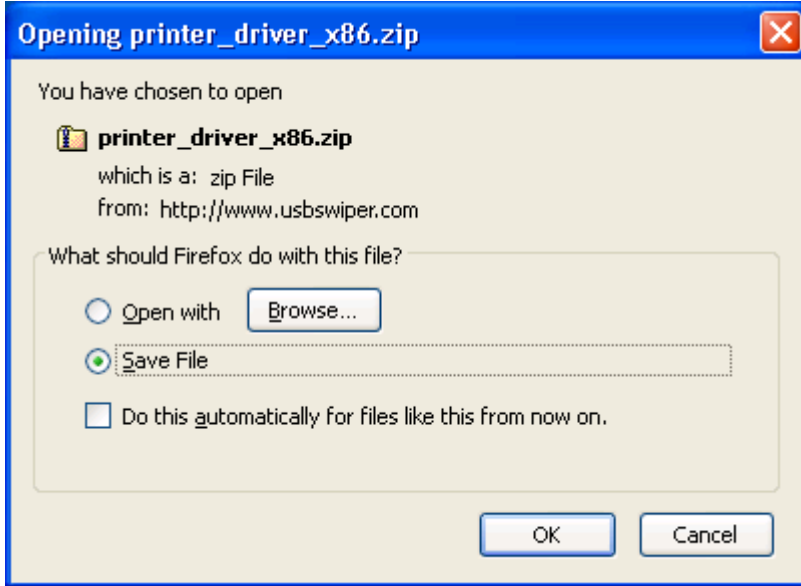 Opening printer_driver_x86.zip
You have chosen to open
printer_driver_x86.zip
which is a: zip File
from: http://www.usbswiper.com
What should Firefox do with this file?
Open with Browse...
Save File
Do this automatically for files like this from now on.
OK Cancel